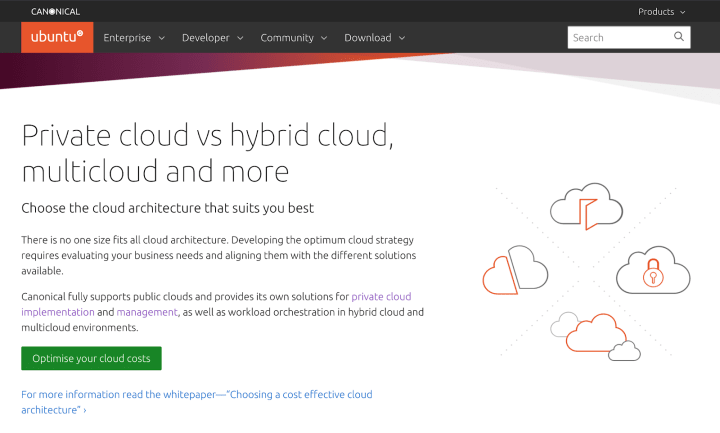 CANONICAL
Products
ubuntu®
Enterprise
Developer
Community
Download
Search
Private cloud vs hybrid cloud,
multicloud and more
Choose the cloud architecture that suits you best
There is no one size fits all cloud architecture. Developing the optimum cloud strategy
requires evaluating your business needs and aligning them with the different solutions
available.
Canonical fully supports public clouds and provides its own solutions for private cloud
implementation and management, as well as workload orchestration in hybrid cloud and
multicloud environments.
Optimise your cloud costs
For more information read the whitepaper—"Choosing a cost effective cloud
architecture" ›